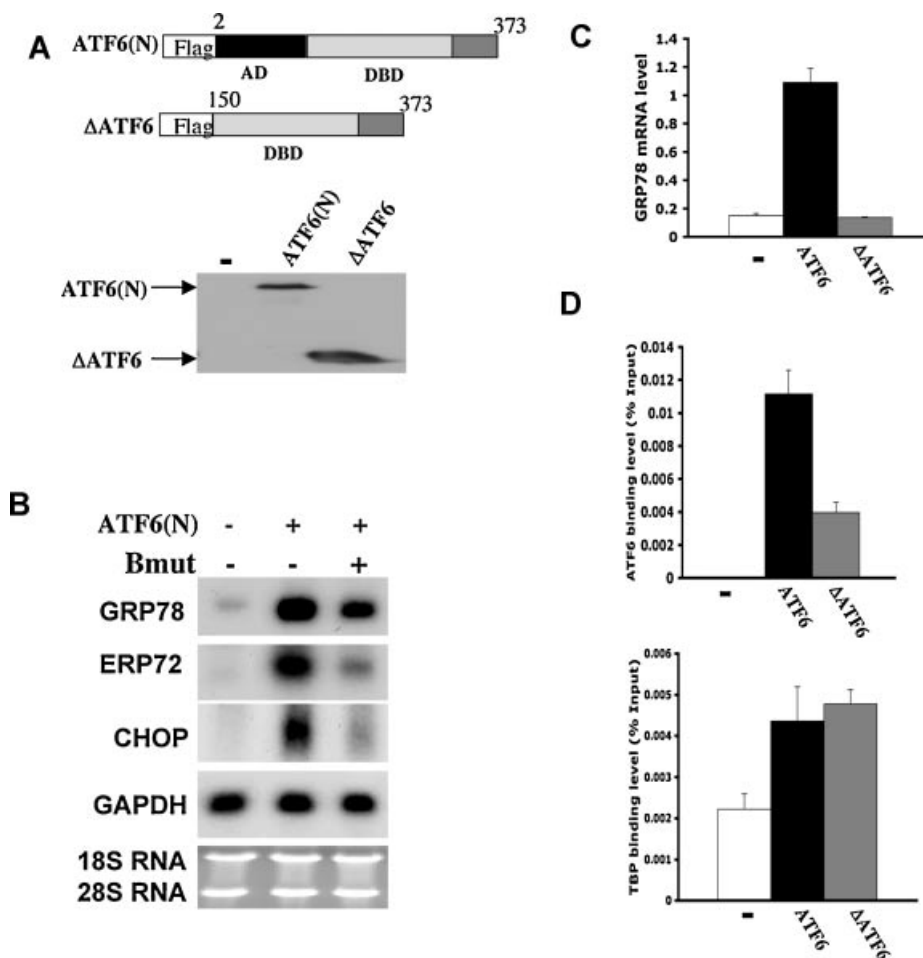 A
2
373
ATF6(N)
Flag
AD
DBD
150
373
ΔATF6
Flag
DBD
- ATF6(N) ΔATF6
ATF6(N)
ΔATF6
B
ATF6(N) - + +
Bmut - - +
GRP78
ERP72
CHOP
GAPDH
18S RNA
28S RNA
C
GRP78 mRNA level
1.4
1.2
1
0.8
0.6
0.4
0.2
0
- ATF6 ΔATF6
D
ATF6 binding level (% Input)
0.014
0.012
0.01
0.008
0.006
0.004
0.002
0.000
- ATF6 ΔATF6
TBP binding level (% Input)
0.006
0.005
0.004
0.003
0.002
0.001
0.000
- ATF6 ΔATF6